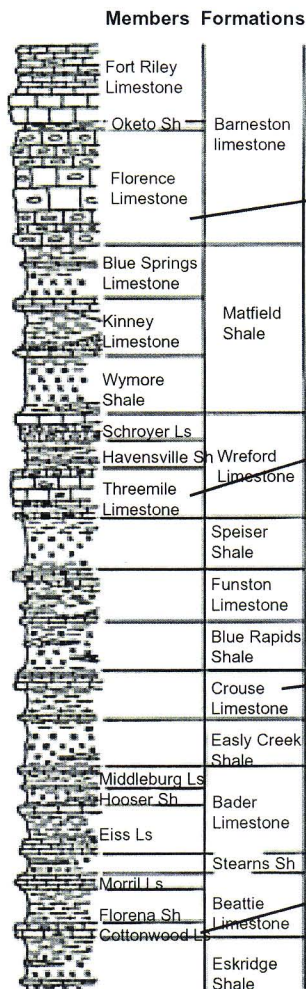 Members Formations
Fort Riley
Limestone
Oketo Sh
Barneston
limestone
Florence
Limestone
Blue Springs
Limestone
Kinney
Limestone
Matfield
Shale
Wymore
Shale
Schroyer Ls
Havensville Sh
Wreford
Limestone
Threemile
Limestone
Speiser
Shale
Funston
Limestone
Blue Rapids
Shale
Crouse
Limestone
Easly Creek
Shale
Middleburg Ls
Hooser Sh
Bader
Limestone
Eiss Ls
Stearns Sh
Morril Ls
Beattie
Limestone
Florena Sh
Cottonwood Ls
Eskridge
Shale